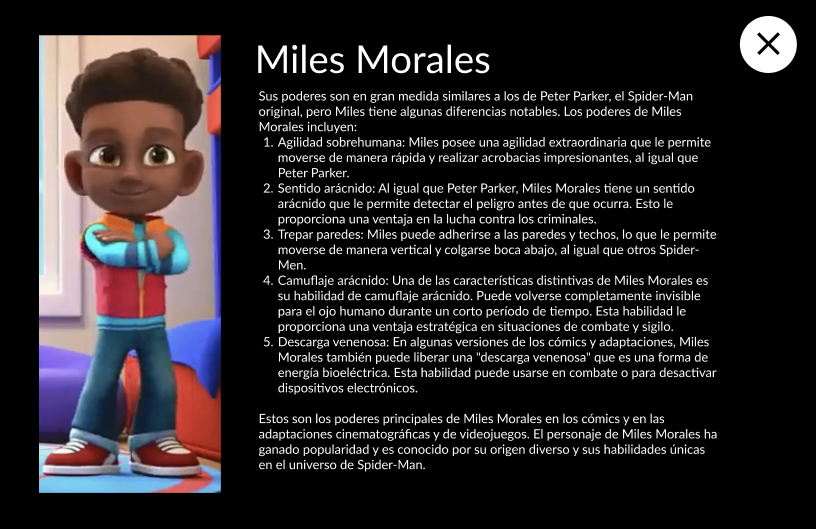 Miles Morales
Sus poderes son en gran medida similares a los de Peter Parker, el Spider-Man
original, pero Miles tiene algunas diferencias notables. Los poderes de Miles
Morales incluyen:
1. Agilidad sobrehumana: Miles posee una agilidad extraordinaria que le permite
moverse de manera rápida y realizar acrobacias impresionantes, al igual que
Peter Parker.
2. Sentido arácnido: Al igual que Peter Parker, Miles Morales tiene un sentido
arácnido que le permite detectar el peligro antes de que ocurra. Esto le
proporciona una ventaja en la lucha contra los criminales.
3. Trepar paredes: Miles puede adherirse a las paredes y techos, lo que le permite
moverse de manera vertical y colgarse boca abajo, al igual que otros Spider-
Men.
4. Camuflaje arácnido: Una de las características distintivas de Miles Morales es
su habilidad de camuflaje arácnido. Puede volverse completamente invisible
para el ojo humano durante un corto período de tiempo. Esta habilidad le
proporciona una ventaja estratégica en situaciones de combate y sigilo.
5. Descarga venenosa: En algunas versiones de los cómics y adaptaciones, Miles
Morales también puede liberar una "descarga venenosa" que es una forma de
energía bioeléctrica. Esta habilidad puede usarse en combate o para desactivar
dispositivos electrónicos.
Estos son los poderes principales de Miles Morales en los cómics y en las
adaptaciones cinematográficas y de videojuegos. El personaje de Miles Morales ha
ganado popularidad y es conocido por su origen diverso y sus habilidades únicas
en el universo de Spider-Man.